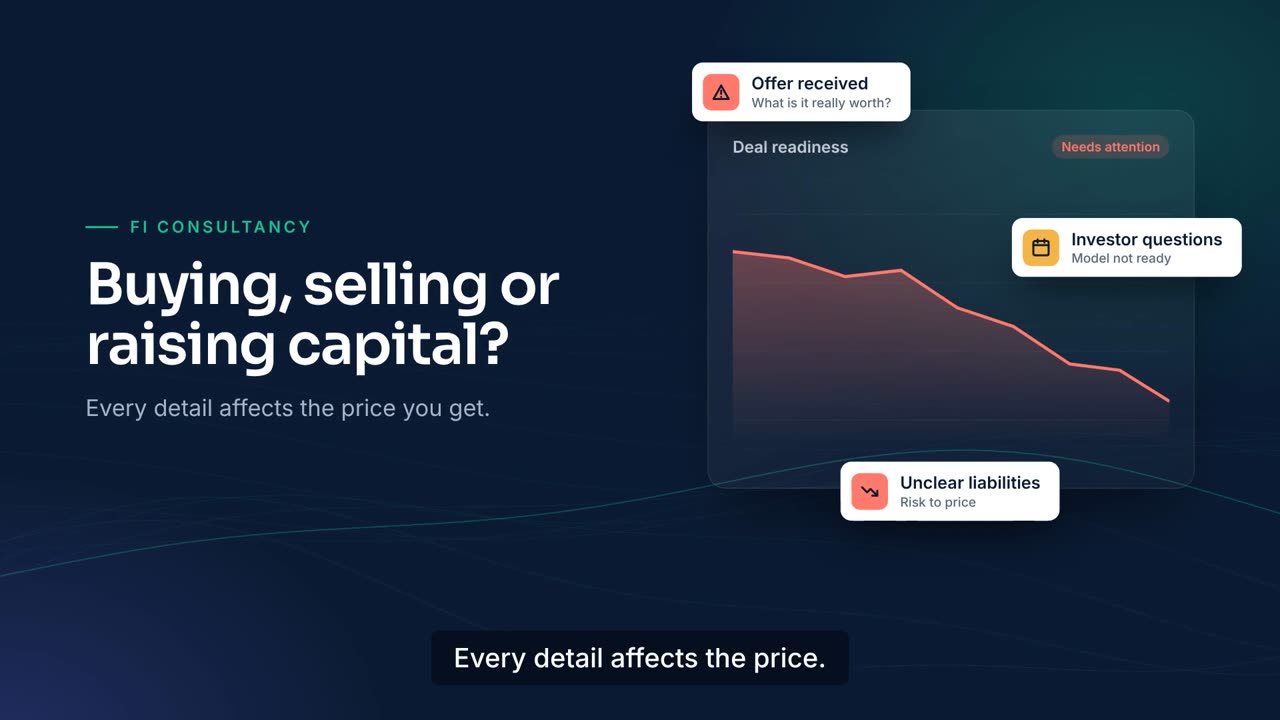 FI CONSULTANCY
Buying, selling or
raising capital?
Every detail affects the price you get.
Offer received
What is it really worth?
Deal readiness
Needs attention
Investor questions
Model not ready
Unclear liabilities
Risk to price
Every detail affects the price.